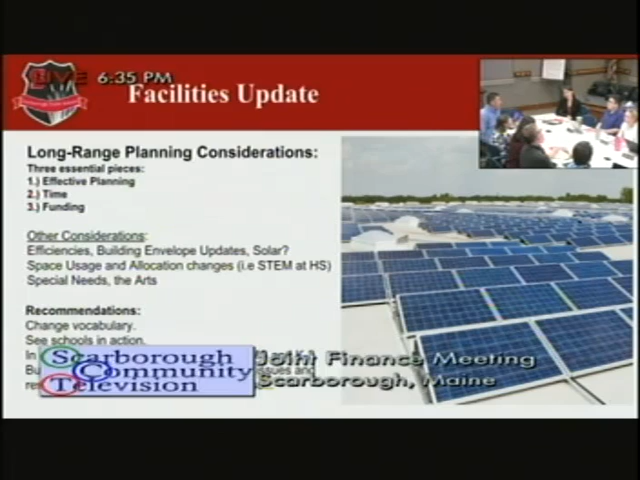 LIVE 6:35 PM
Facilities Update
Long-Range Planning Considerations:
Three essential pieces:
1.) Effective Planning
2.) Time
3.) Funding
Other Considerations:
Efficiencies, Building Envelope Updates, Solar?
Space Usage and Allocation changes (i.e STEM at HS)
Special Needs, the Arts
Recommendations:
Change vocabulary.
See schools in action.
In
Bu
Scarborough
Community
Television
Joint Finance Meeting
Scarborough, Maine